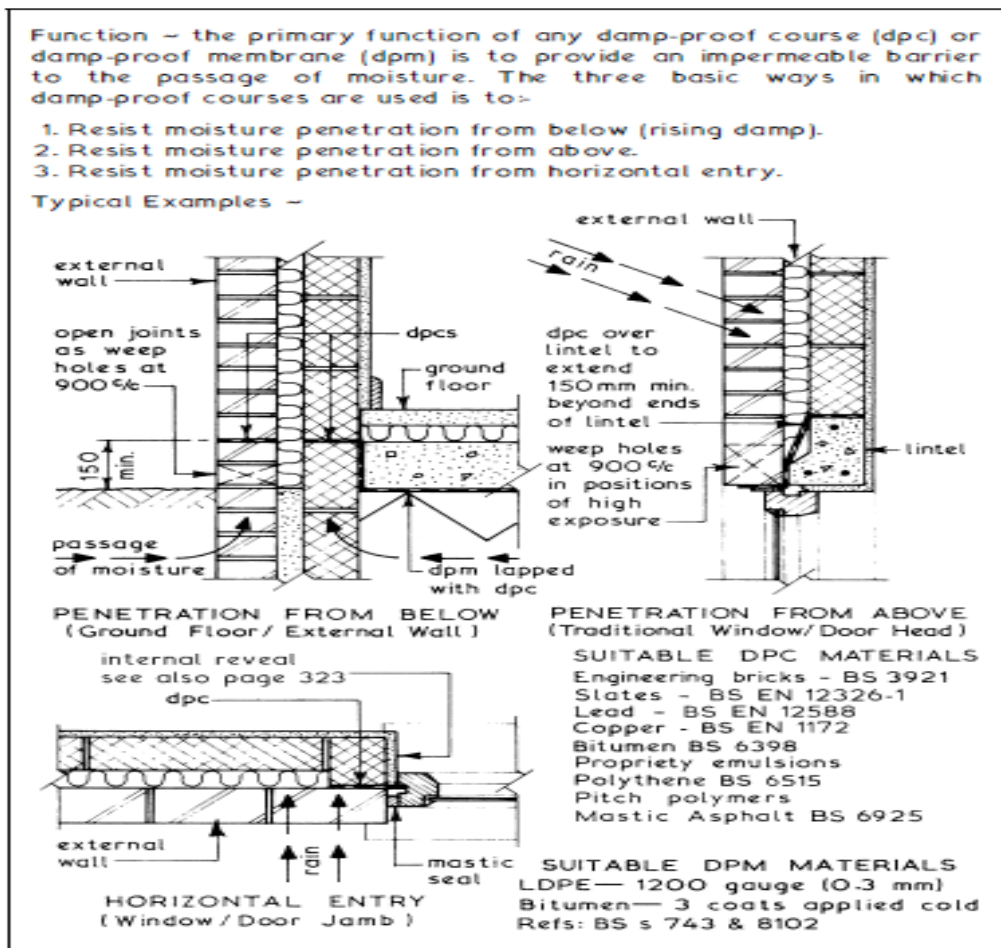 Function ~ the primary function of any damp-proof course (dpc) or
damp-proof membrane (dpm) is to provide an impermeable barrier
to the passage of moisture. The three basic ways in which
damp-proof courses are used is to:-
1. Resist moisture penetration from below (rising damp).
2. Resist moisture penetration from above.
3. Resist moisture penetration from horizontal entry.
Typical Examples ~
external
wall
open joints
as weep
holes at
900 c/c
dpcs
ground
floor
150
min.
passage
of moisture
dpm lapped
with dpc
PENETRATION FROM BELOW
(Ground Floor/ External Wall)
external wall
rain
dpc over
lintel to
extend
150mm min.
beyond ends
of lintel
weep holes
at 900 c/c
in positions
of high
exposure
lintel
PENETRATION FROM ABOVE
(Traditional Window/Door Head)
internal reveal
see also page 323
dpc
external
wall
rain
mastic
seal
HORIZONTAL ENTRY
(Window/Door Jamb)
SUITABLE DPC MATERIALS
Engineering bricks - BS 3921
Slates - BS EN 12326-1
Lead - BS EN 12588
Copper - BS EN 1172
Bitumen BS 6398
Propriety emulsions
Polythene BS 6515
Pitch polymers
Mastic Asphalt BS 6925
SUITABLE DPM MATERIALS
LDPE— 1200 gauge (0.3 mm)
Bitumen— 3 coats applied cold
Refs: BS s 743 & 8102